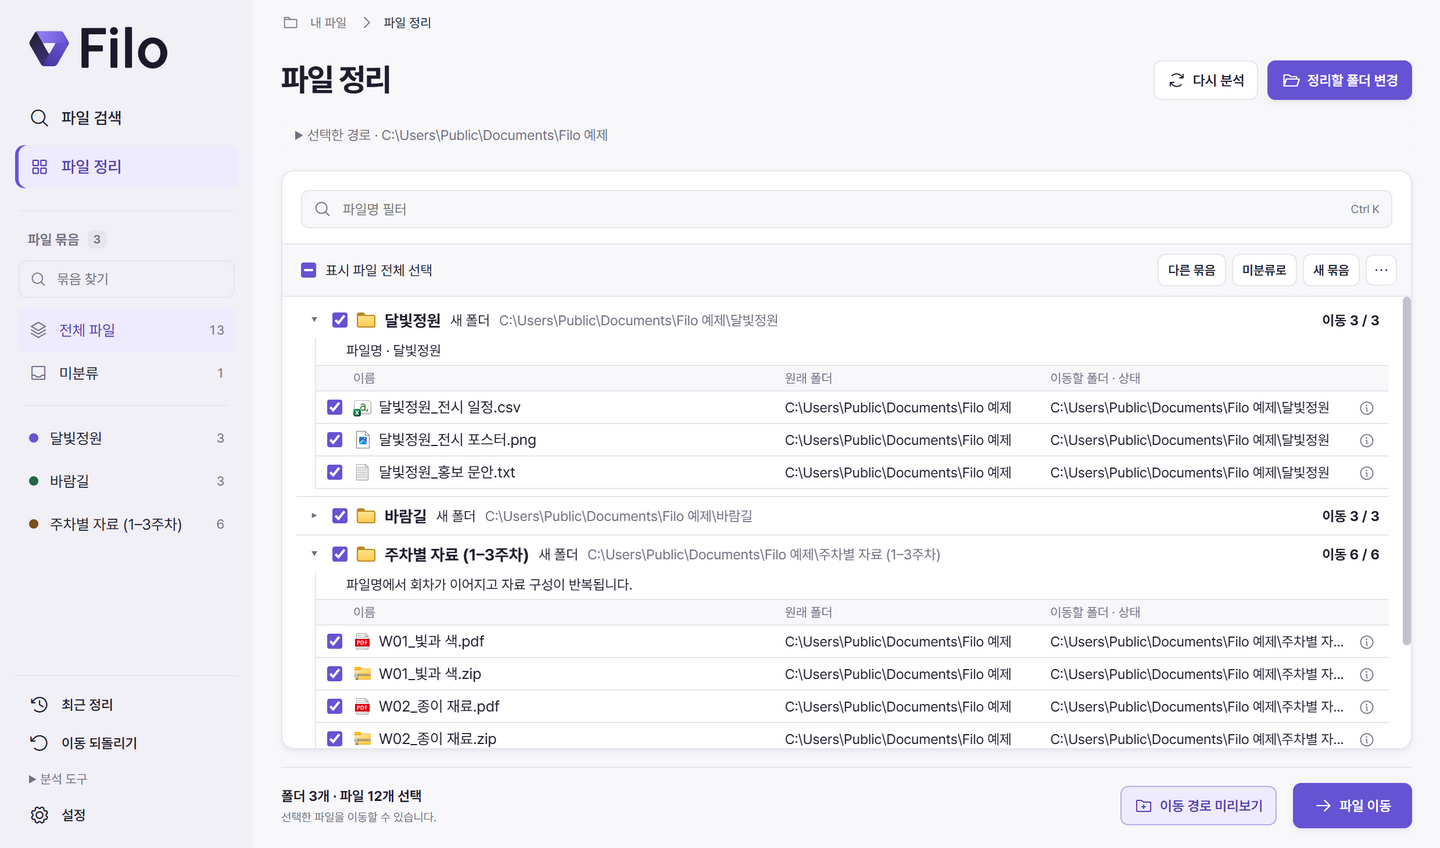 Filo
파일 검색
파일 정리
파일 묶음 3
묶음 찾기
전체 파일 13
미분류 1
달빛정원 3
바람길 3
주차별 자료 (1–3주차) 6
최근 정리
이동 되돌리기
분석 도구
설정
내 파일 > 파일 정리
파일 정리
다시 분석
정리할 폴더 변경
선택한 경로 · C:\Users\Public\Documents\Filo 예제
파일명 필터 Ctrl K
표시 파일 전체 선택 다른 묶음 미분류로 새 묶음 ···
달빛정원 새 폴더 C:\Users\Public\Documents\Filo 예제\달빛정원 이동 3 / 3
파일명 · 달빛정원
이름 원래 폴더 이동할 폴더 · 상태
달빛정원_전시 일정.csv C:\Users\Public\Documents\Filo 예제 C:\Users\Public\Documents\Filo 예제\달빛정원
달빛정원_전시 포스터.png C:\Users\Public\Documents\Filo 예제 C:\Users\Public\Documents\Filo 예제\달빛정원
달빛정원_홍보 문안.txt C:\Users\Public\Documents\Filo 예제 C:\Users\Public\Documents\Filo 예제\달빛정원
바람길 새 폴더 C:\Users\Public\Documents\Filo 예제\바람길 이동 3 / 3
주차별 자료 (1–3주차) 새 폴더 C:\Users\Public\Documents\Filo 예제\주차별 자료 (1–3주차) 이동 6 / 6
파일명에서 회차가 이어지고 자료 구성이 반복됩니다.
이름 원래 폴더 이동할 폴더 · 상태
PDF W01_빛과 색.pdf C:\Users\Public\Documents\Filo 예제 C:\Users\Public\Documents\Filo 예제\주차별 자...
W01_빛과 색.zip C:\Users\Public\Documents\Filo 예제 C:\Users\Public\Documents\Filo 예제\주차별 자...
PDF W02_종이 재료.pdf C:\Users\Public\Documents\Filo 예제 C:\Users\Public\Documents\Filo 예제\주차별 자...
W02_종이 재료.zip C:\Users\Public\Documents\Filo 예제 C:\Users\Public\Documents\Filo 예제\주차별 자...
폴더 3개 · 파일 12개 선택
선택한 파일을 이동할 수 있습니다.
이동 경로 미리보기
파일 이동